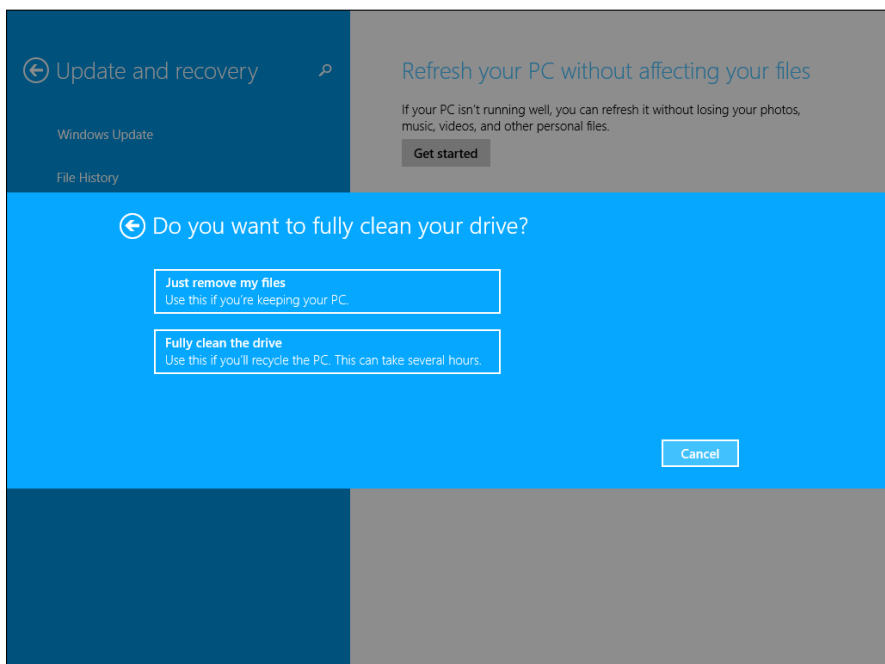 Update and recovery
Windows Update
File History
Refresh your PC without affecting your files
If your PC isn't running well, you can refresh it without losing your photos,
music, videos, and other personal files.
Get started
Do you want to fully clean your drive?
Just remove my files
Use this if you're keeping your PC.
Fully clean the drive
Use this if you'll recycle the PC. This can take several hours.
Cancel